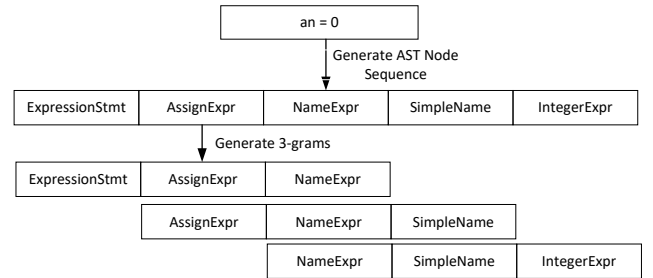 an = 0
Generate AST Node
Sequence
ExpressionStmt AssignExpr NameExpr SimpleName IntegerExpr
Generate 3-grams
ExpressionStmt AssignExpr NameExpr
AssignExpr NameExpr SimpleName
NameExpr SimpleName IntegerExpr